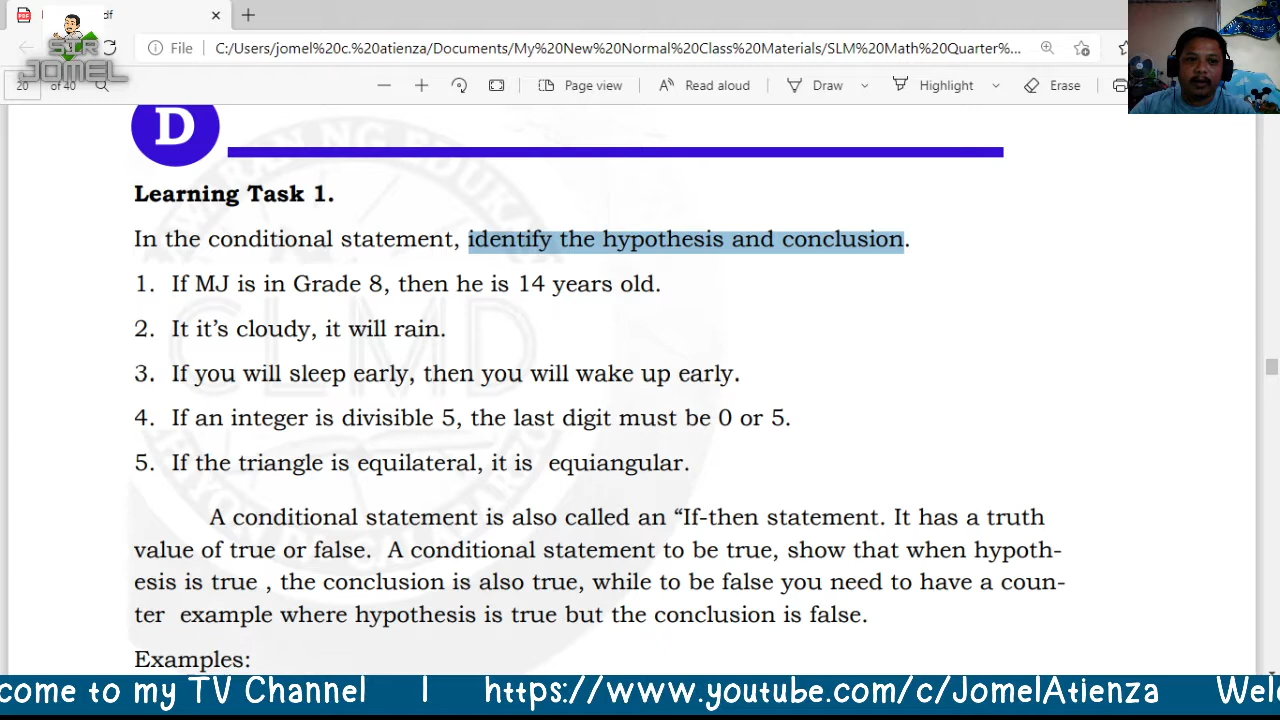 df
SIR
JOMEL
File
C:/Users/jomel%20c.%20atienza/Documents/My%20New%20Normal%20Class%20Materials/SLM%20Math%20Quarter%...
20 of 40
Page view
Read aloud
Draw
Highlight
Erase
D
Learning Task 1.
In the conditional statement, identify the hypothesis and conclusion.
1. If MJ is in Grade 8, then he is 14 years old.
2. It it's cloudy, it will rain.
3. If you will sleep early, then you will wake up early.
4. If an integer is divisible 5, the last digit must be 0 or 5.
5. If the triangle is equilateral, it is equiangular.
A conditional statement is also called an “If-then statement. It has a truth
value of true or false. A conditional statement to be true, show that when hypoth-
esis is true , the conclusion is also true, while to be false you need to have a coun-
ter example where hypothesis is true but the conclusion is false.
Examples:
come to my TV Channel l https://www.youtube.com/c/JomelAtienza Wel
CLMD